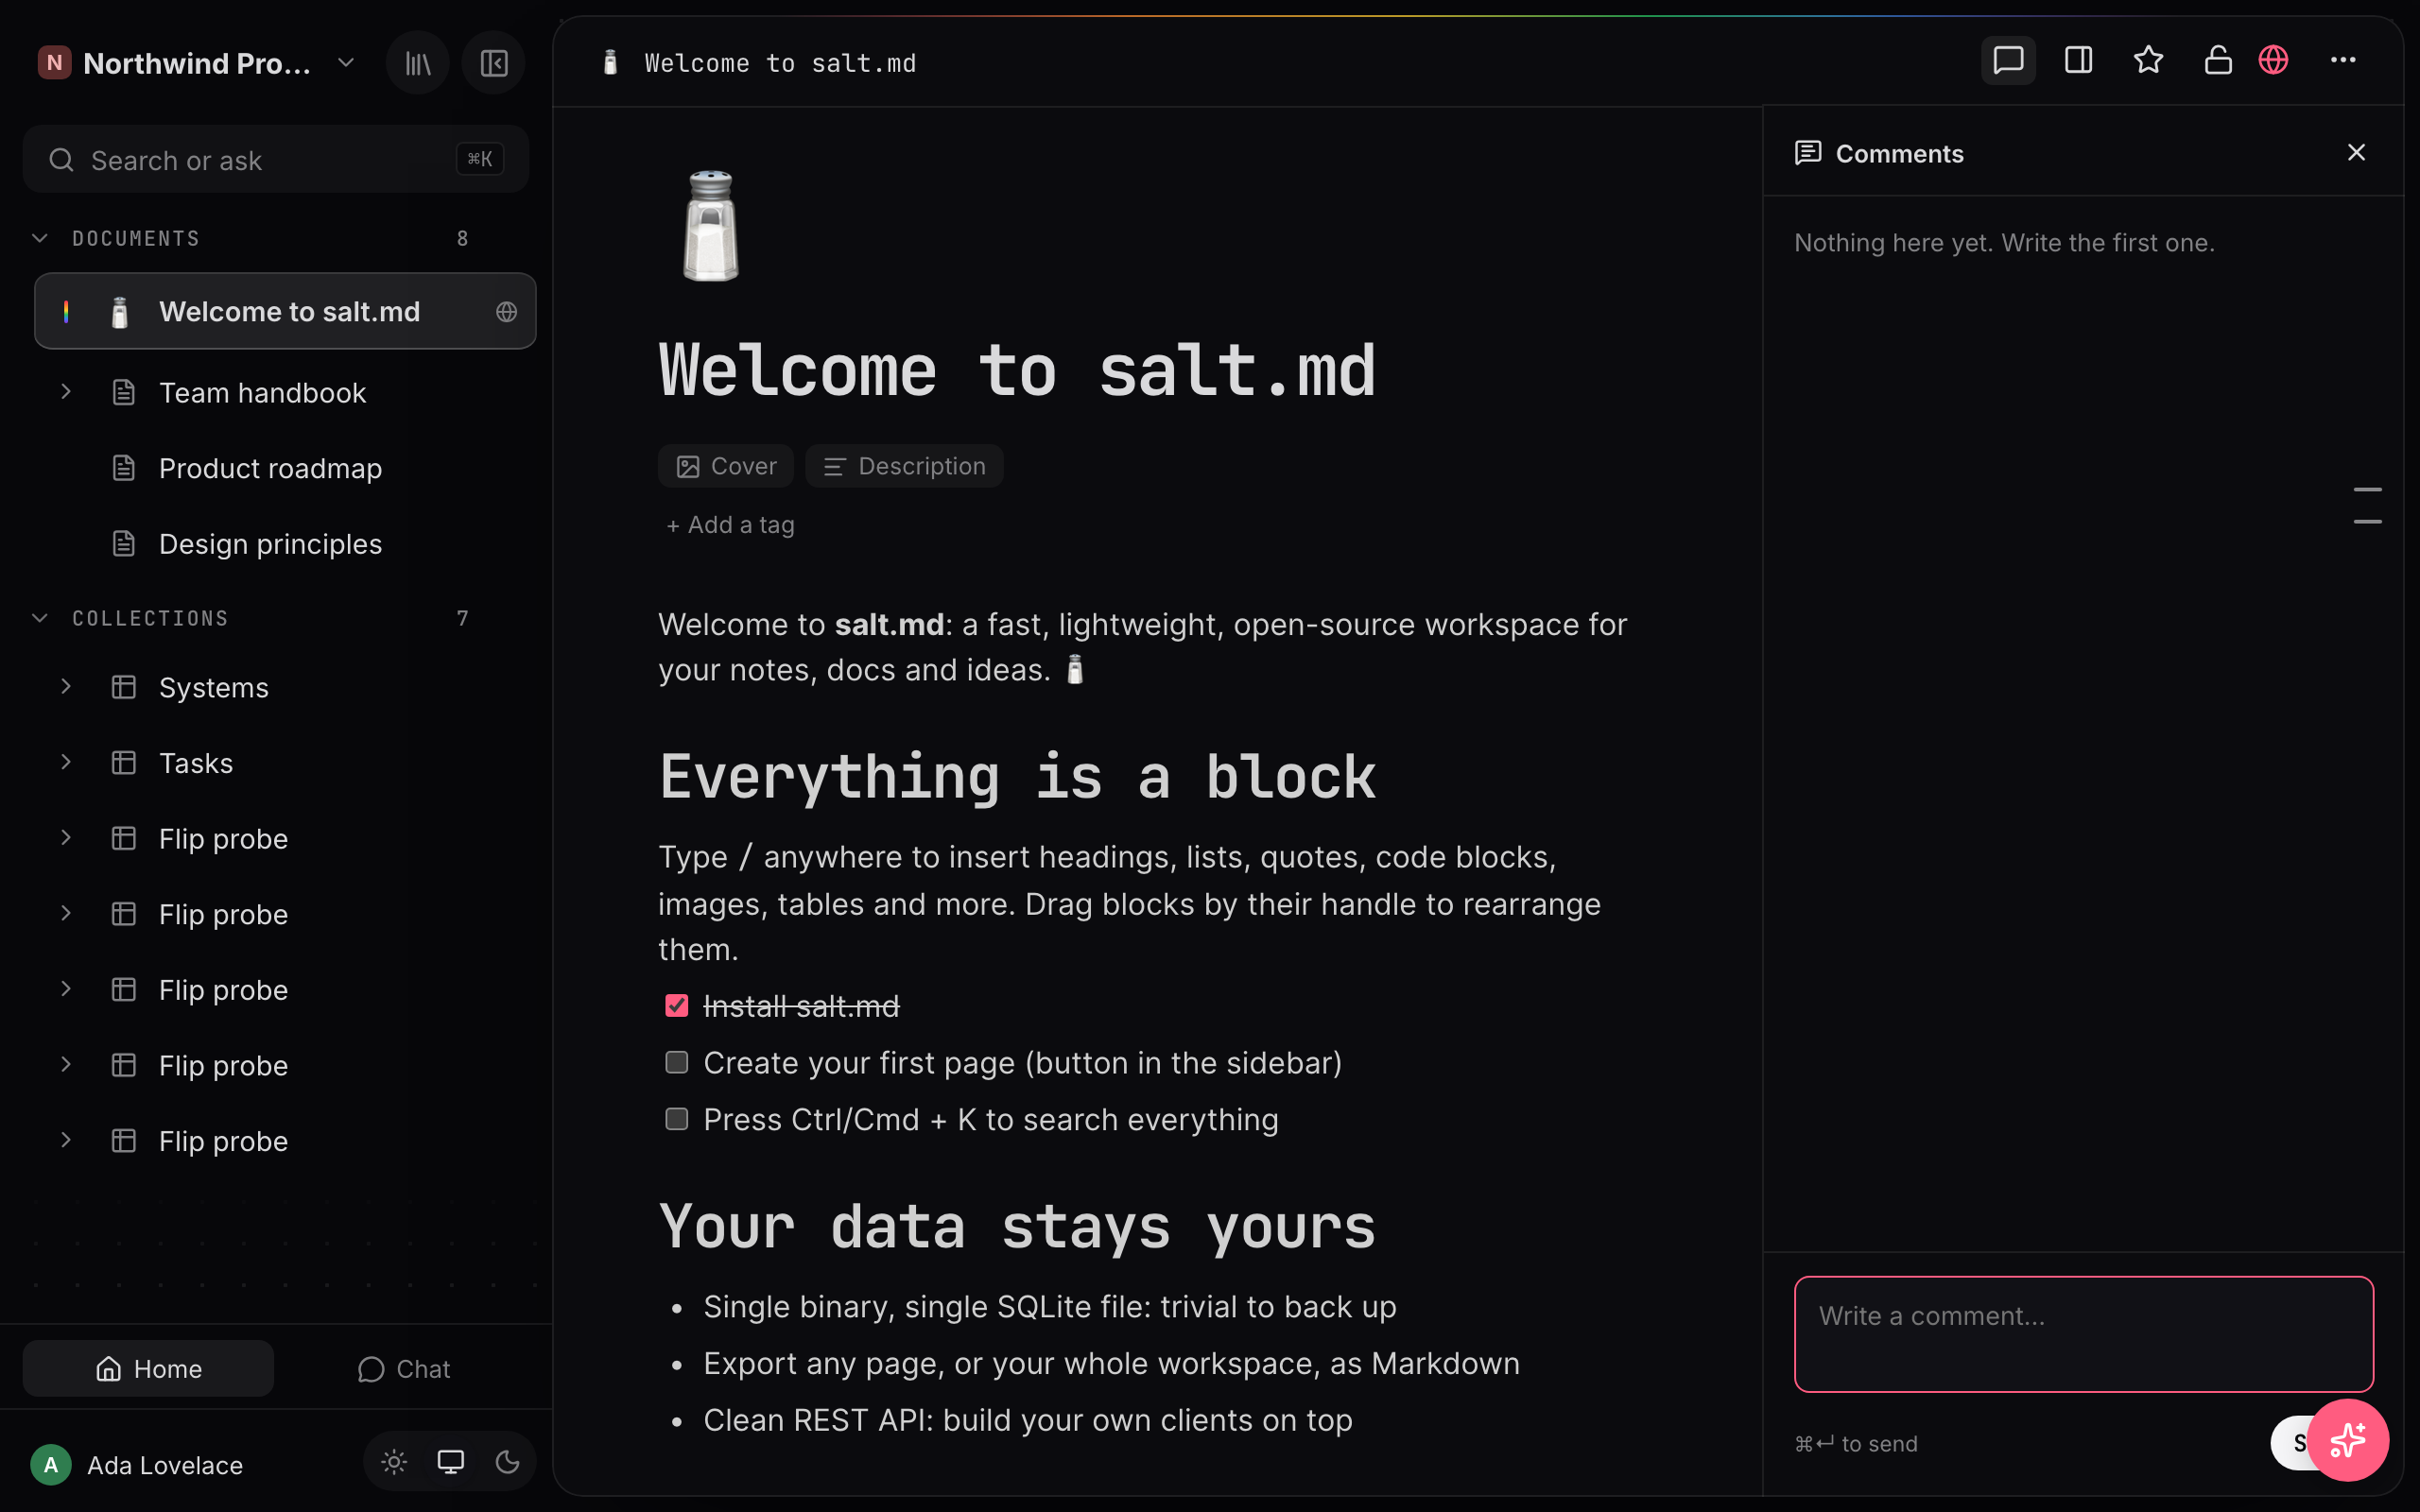 N Northwind Pro...
Search or ask ⌘K
DOCUMENTS 8
Welcome to salt.md
Team handbook
Product roadmap
Design principles
COLLECTIONS 7
Systems
Tasks
Flip probe
Flip probe
Flip probe
Flip probe
Flip probe
Home Chat
A Ada Lovelace
Welcome to salt.md
Welcome to salt.md
Cover Description
+ Add a tag
Welcome to salt.md: a fast, lightweight, open-source workspace for
your notes, docs and ideas.
Everything is a block
Type / anywhere to insert headings, lists, quotes, code blocks,
images, tables and more. Drag blocks by their handle to rearrange
them.
Install salt.md
Create your first page (button in the sidebar)
Press Ctrl/Cmd + K to search everything
Your data stays yours
• Single binary, single SQLite file: trivial to back up
• Export any page, or your whole workspace, as Markdown
• Clean REST API: build your own clients on top
Comments
Nothing here yet. Write the first one.
Write a comment...
⌘↵ to send